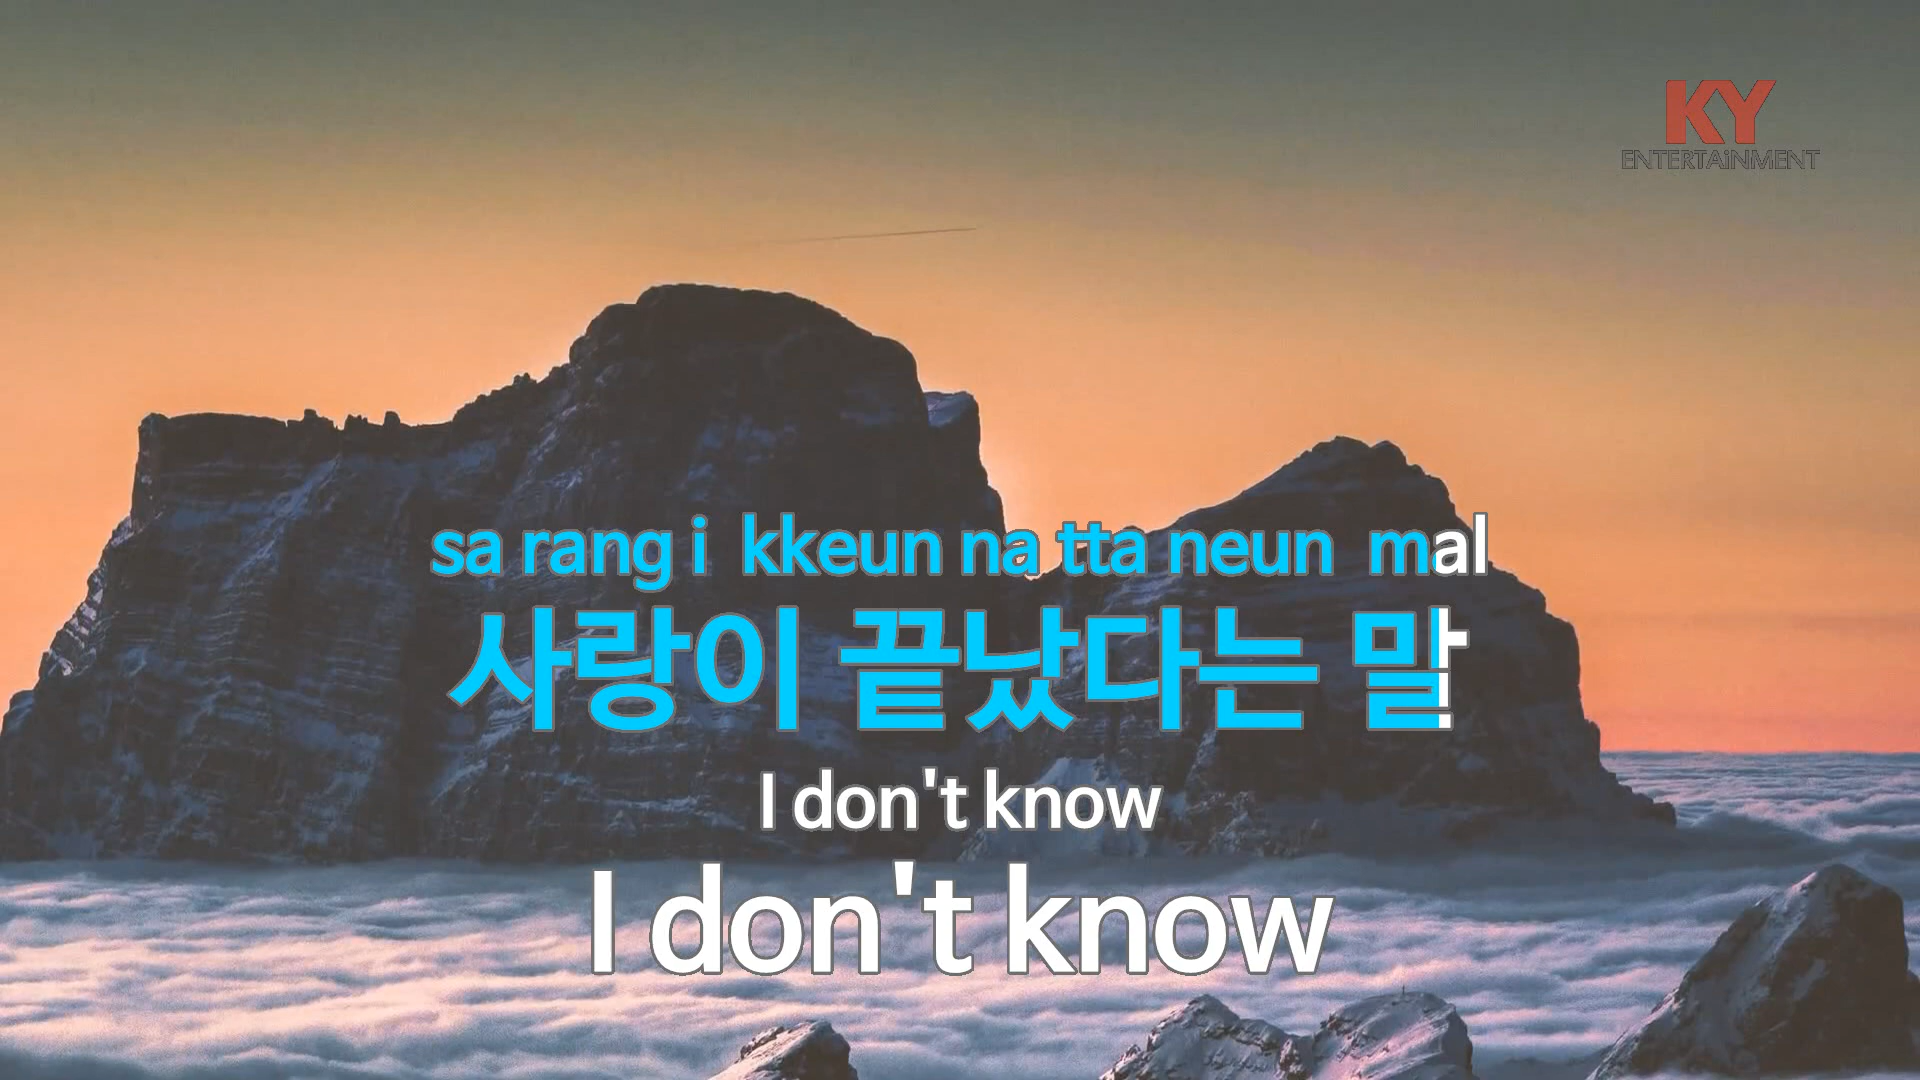 KY
ENTERTAiNMENT
sa rang i kkeun na tta neun mal
사랑이 끝났다는 말
I don't know
I don't know